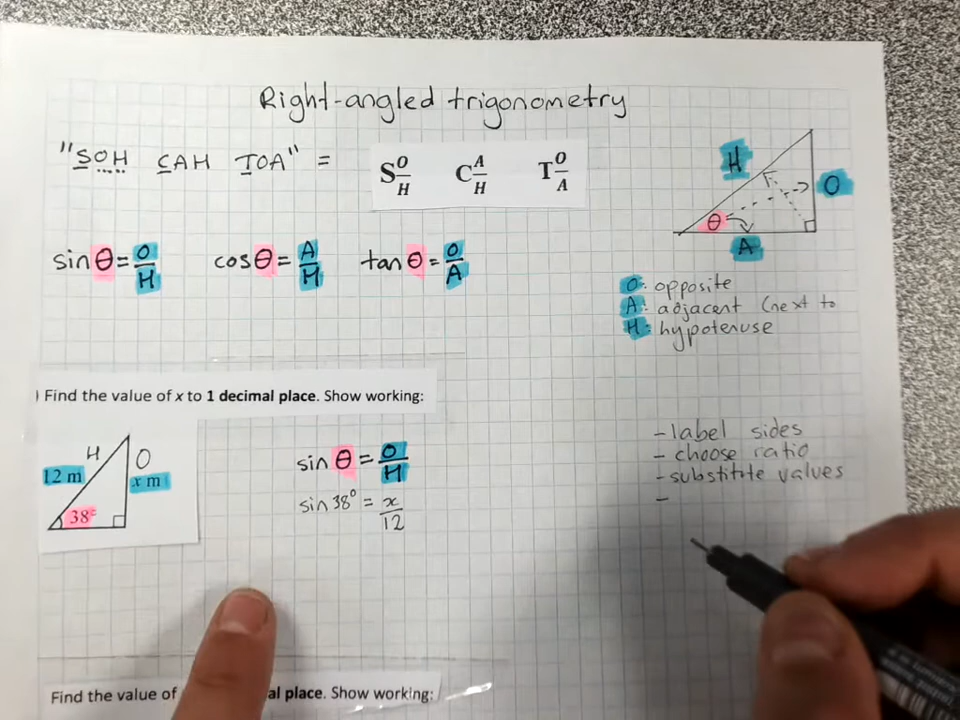 Right-angled trigonometry
"SOH CAH TOA" = S O/H C A/H T O/A
H
O
θ
A
sin θ = O/H cos θ = A/H tan θ = O/A
O: opposite
A: adjacent (next to
H: hypotenuse
) Find the value of x to 1 decimal place. Show working:
H
O
12 m
x m
38°
sin θ = O/H
sin 38° = x/12
- label sides
- choose ratio
- substitute values
-
Find the value of al place. Show working: